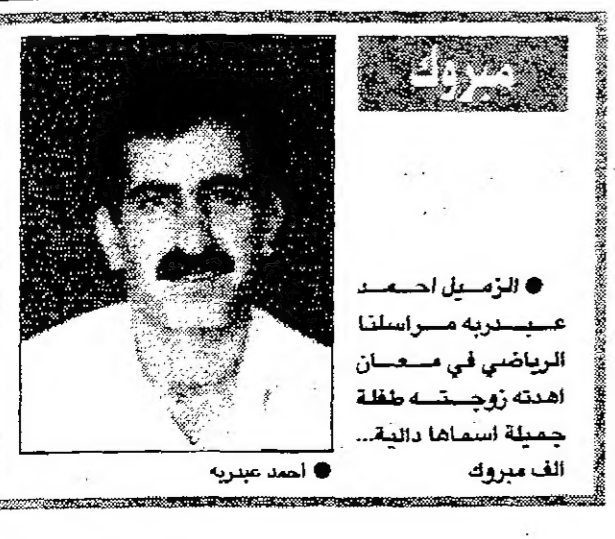 مبروك
● الزميل احمد
عبدربه مراسلنا
الرياضي في معان
اهدته زوجته طفلة
جميلة اسماها دالية...
الف مبروك
● أحمد عبدربه